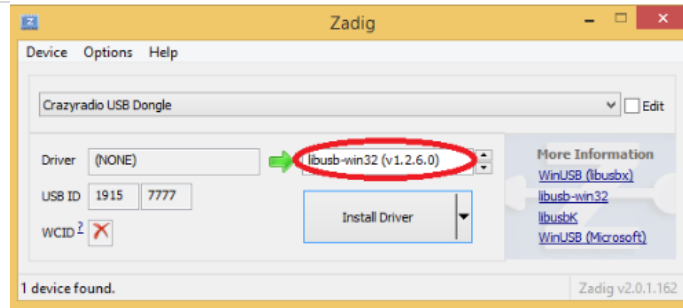 Zadig
Device Options Help
Crazyradio USB Dongle
Edit
Driver (NONE) libusb-win32 (v1.2.6.0)
USB ID 1915 7777
WCID ?
Install Driver
More Information
WinUSB (libusbx)
libusb-win32
libusbK
WinUSB (Microsoft)
1 device found.
Zadig v2.0.1.162